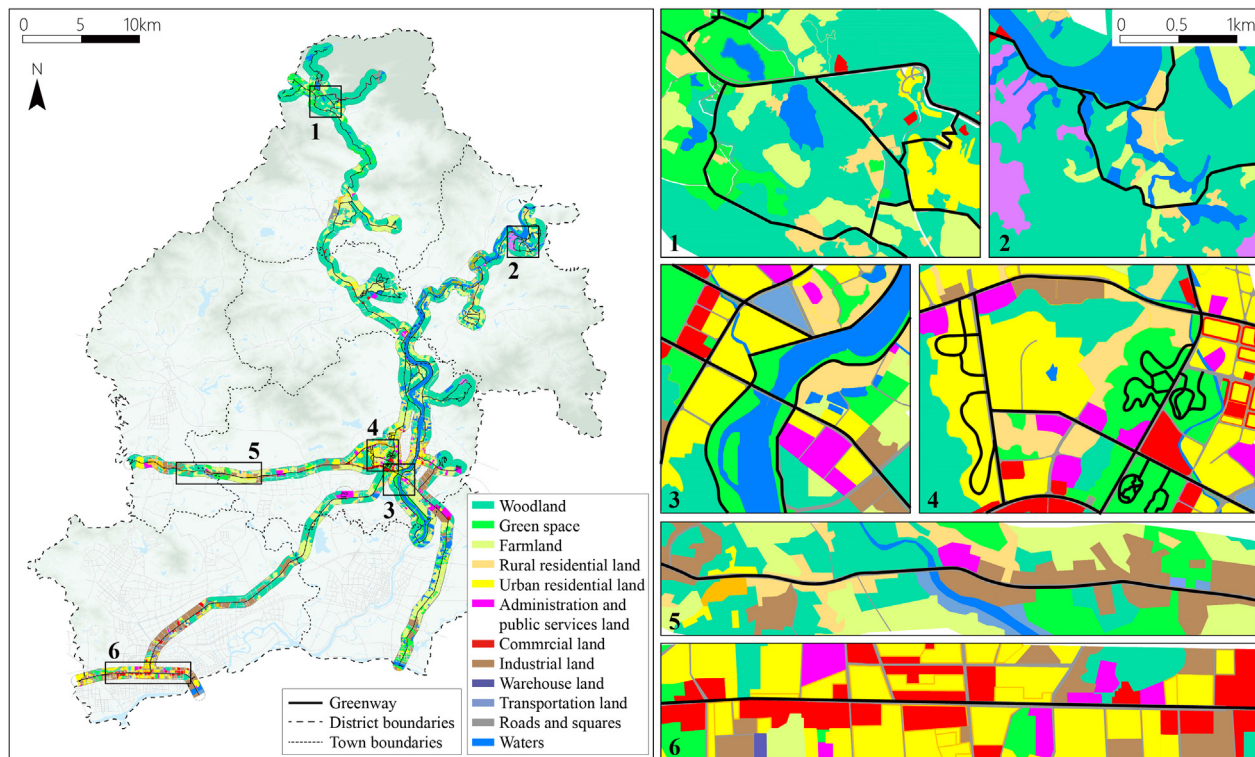 0 5 10km
N
1
2
3
4
5
6
Woodland
Green space
Farmland
Rural residential land
Urban residential land
Administration and
public services land
Commrcial land
Industrial land
Warehouse land
Transportation land
Roads and squares
Waters
Greenway
District boundaries
Town boundaries
0 0.5 1km
1
2
3
4
5
6